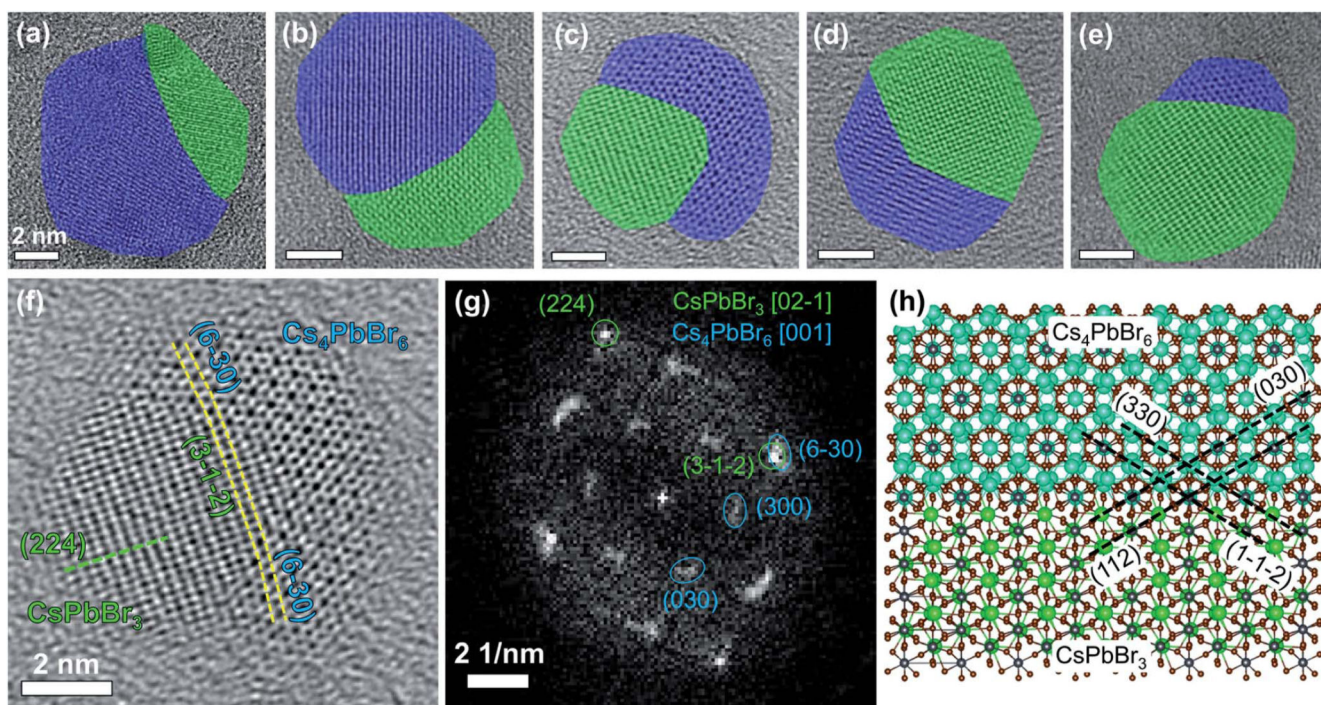 (a)
(b)
(c)
(d)
(e)
2 nm
(f)
Cs₄PbBr₆
(6-30)
(3-1-2)
(224)
(6-30)
CsPbBr₃
2 nm
(g)
(224)
CsPbBr₃ [02-1]
Cs₄PbBr₆ [001]
(6-30)
(3-1-2)
(300)
(030)
2 1/nm
(h)
Cs₄PbBr₆
(030)
(330)
(112)
(1-1-2)
CsPbBr₃